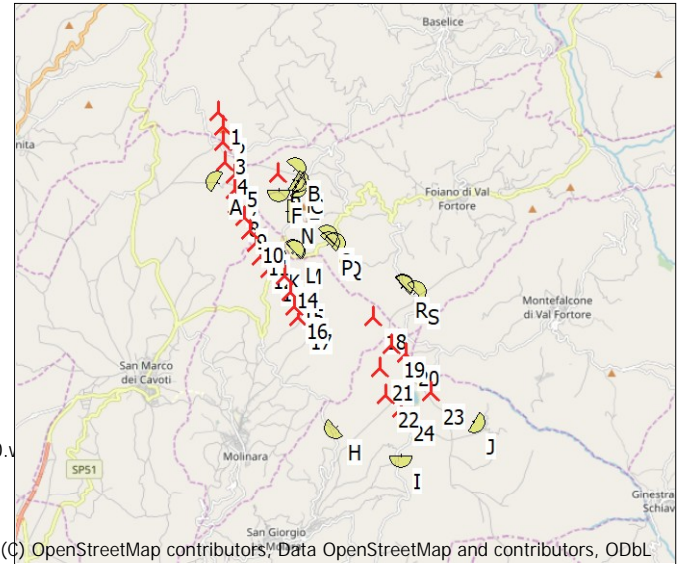 Baselice
nita
1
3
4
5
B
C
A
F
Foiano di Val
Fortore
N
10
P
L
14
R
S
16
Montefalcone
di Val Fortore
18
San Marco
dei Cavoti
19
20
21
22
23
24
J
H
I
Molinara
SP51
Ginestra
Schiav
San Giorgio
(C) OpenStreetMap contributors, Data OpenStreetMap and contributors, ODbL